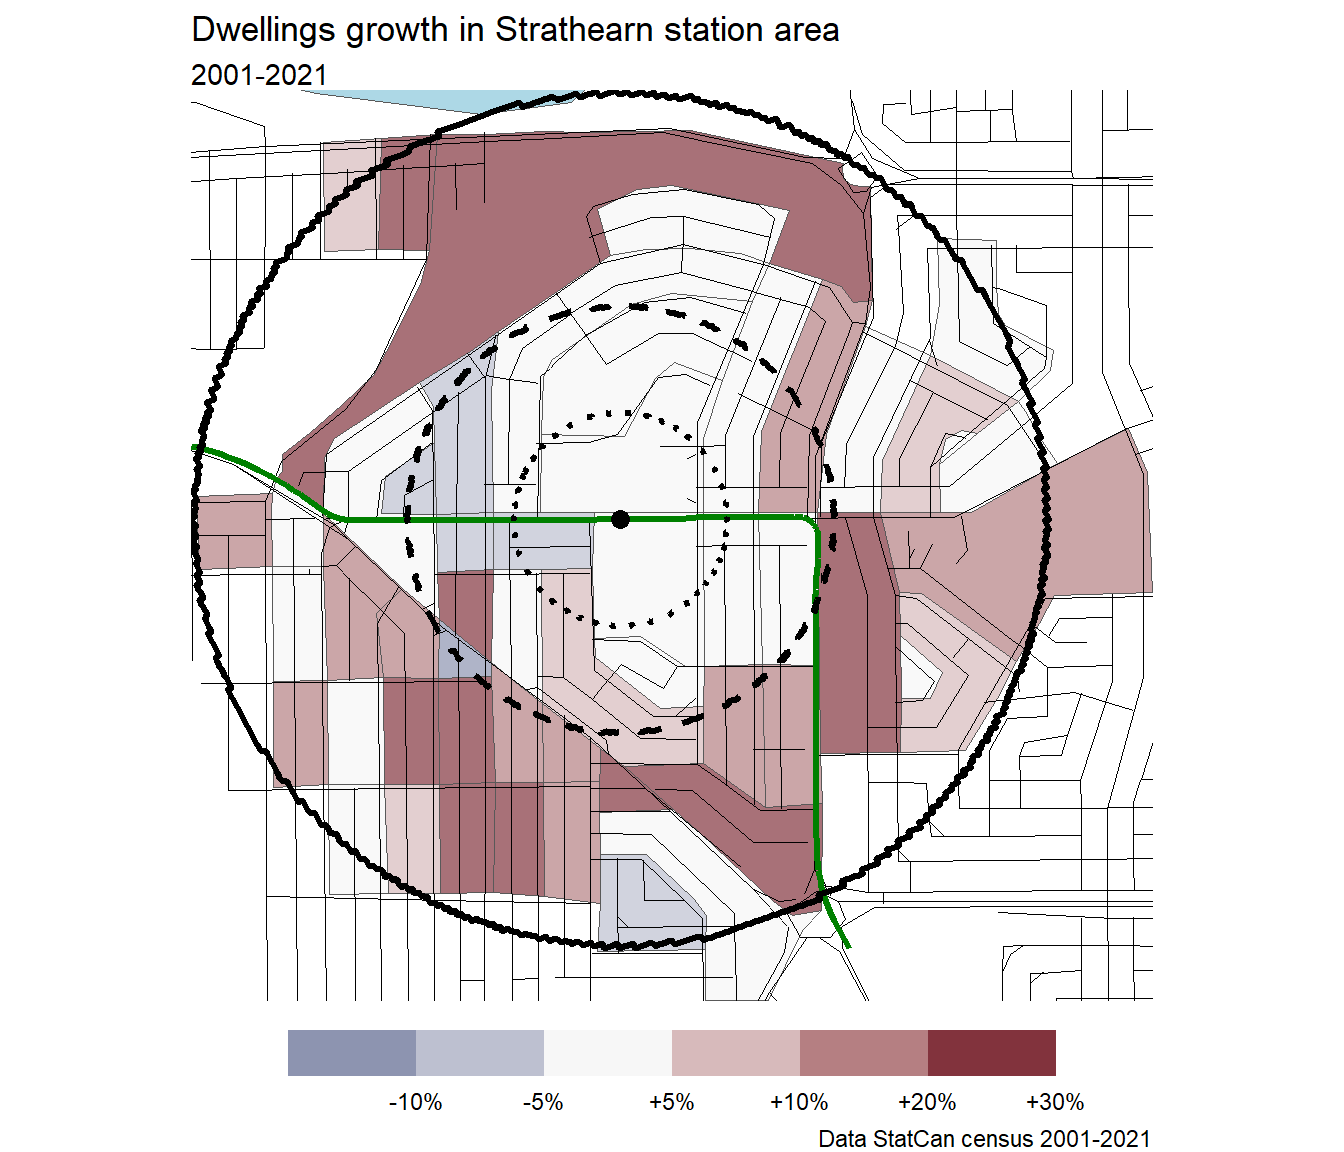 Dwellings growth in Strathearn station area
2001-2021
-10% -5% +5% +10% +20% +30%
Data StatCan census 2001-2021